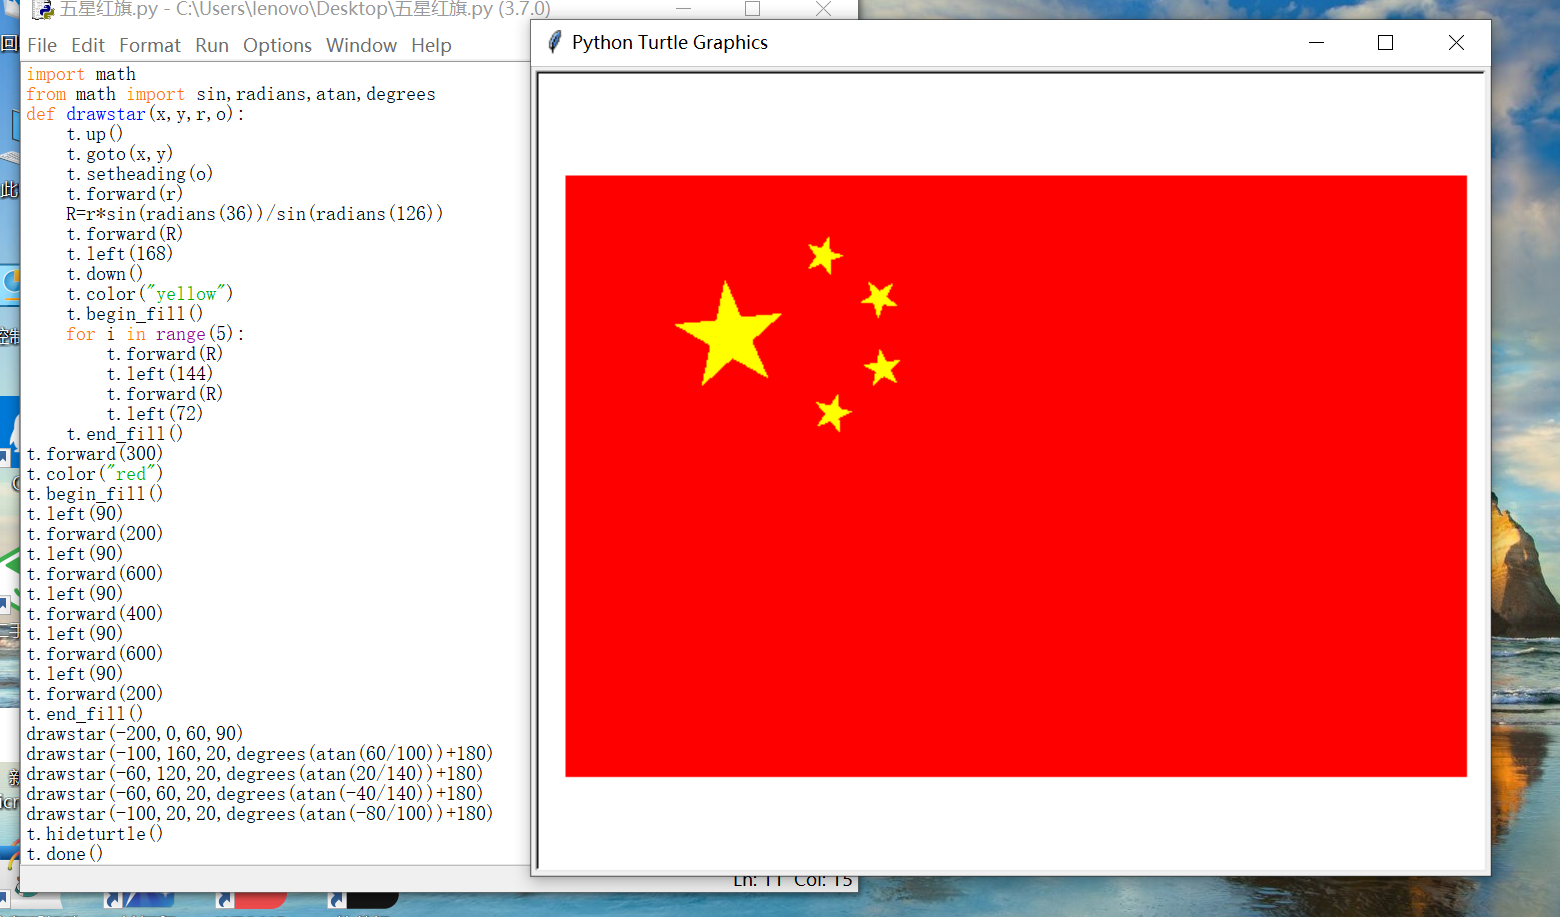 五星红旗.py - C:\Users\lenovo\Desktop\五星红旗.py (3.7.0)
File Edit Format Run Options Window Help
import math
from math import sin,radians,atan,degrees
def drawstar(x,y,r,o):
    t.up()
    t.goto(x,y)
    t.setheading(o)
    t.forward(r)
    R=r*sin(radians(36))/sin(radians(126))
    t.forward(R)
    t.left(168)
    t.down()
    t.color("yellow")
    t.begin_fill()
    for i in range(5):
        t.forward(R)
        t.left(144)
        t.forward(R)
        t.left(72)
    t.end_fill()
t.forward(300)
t.color("red")
t.begin_fill()
t.left(90)
t.forward(200)
t.left(90)
t.forward(600)
t.left(90)
t.forward(400)
t.left(90)
t.forward(600)
t.left(90)
t.forward(200)
t.end_fill()
drawstar(-200,0,60,90)
drawstar(-100,160,20,degrees(atan(60/100))+180)
drawstar(-60,120,20,degrees(atan(20/140))+180)
drawstar(-60,60,20,degrees(atan(-40/140))+180)
drawstar(-100,20,20,degrees(atan(-80/100))+180)
t.hideturtle()
t.done()
Ln: 11 Col: 15
Python Turtle Graphics
回
此
控制